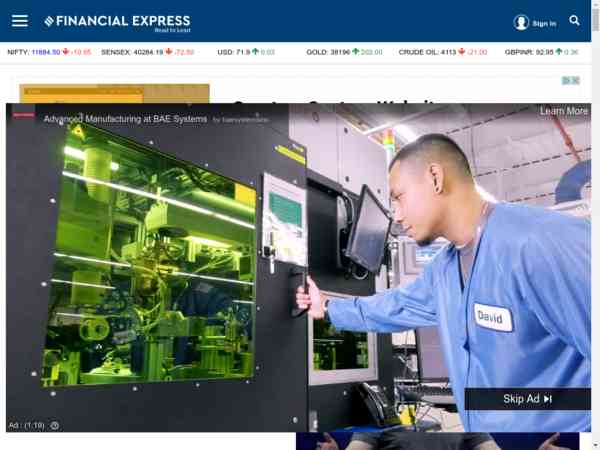 FINANCIAL EXPRESS
Read to Lead
Sign In
NIFTY: 11884.50 -10.95 SENSEX: 40284.19 -72.50 USD: 71.9 0.03 GOLD: 38196 202.00 CRUDE OIL: 4113 -21.00 GBPINR: 92.95 0.36
Advanced Manufacturing at BAE Systems by baesystemsinc
Learn More
David
Skip Ad
Ad : (1:19)